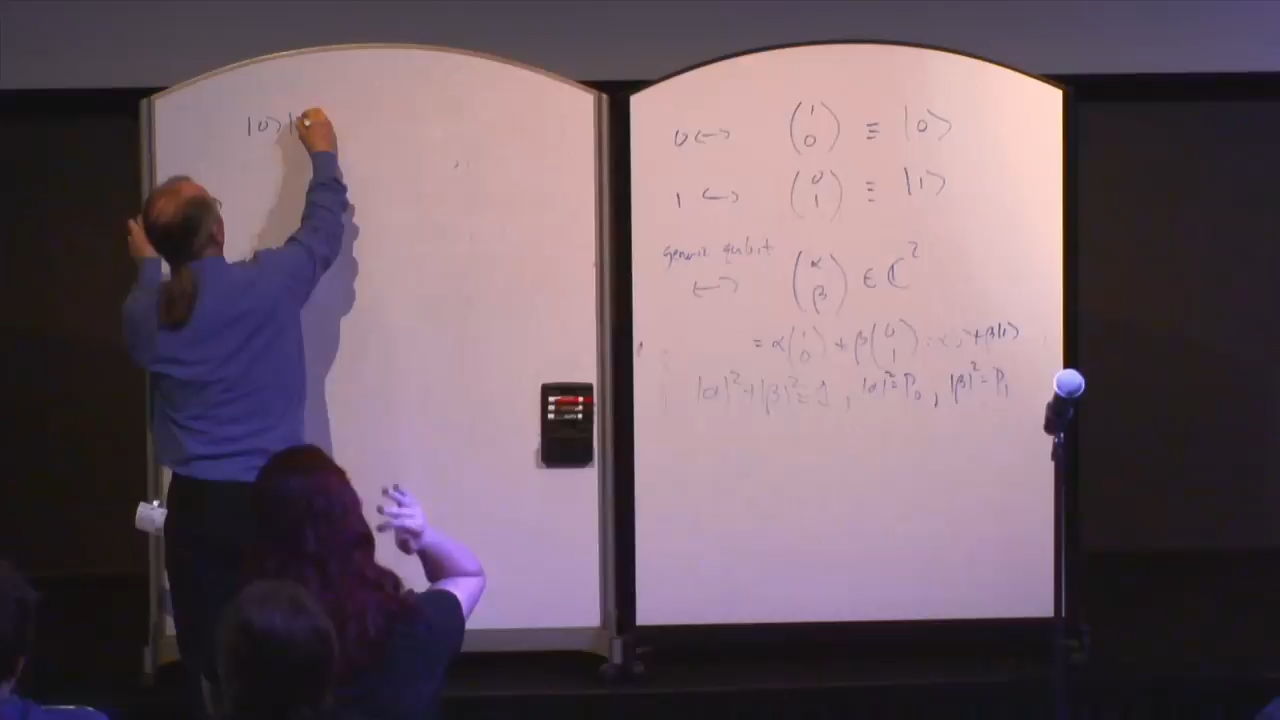 |0⟩|
0 ↔ (1 0) ≡ |0⟩
1 ↔ (0 1) ≡ |1⟩
generic qubit
↔ (α β) ∈ ℂ²
= α(1 0) + β(0 1) = α + β|1⟩
|α|² + |β|² = 1, |α|² = P₀, |β|² = P₁